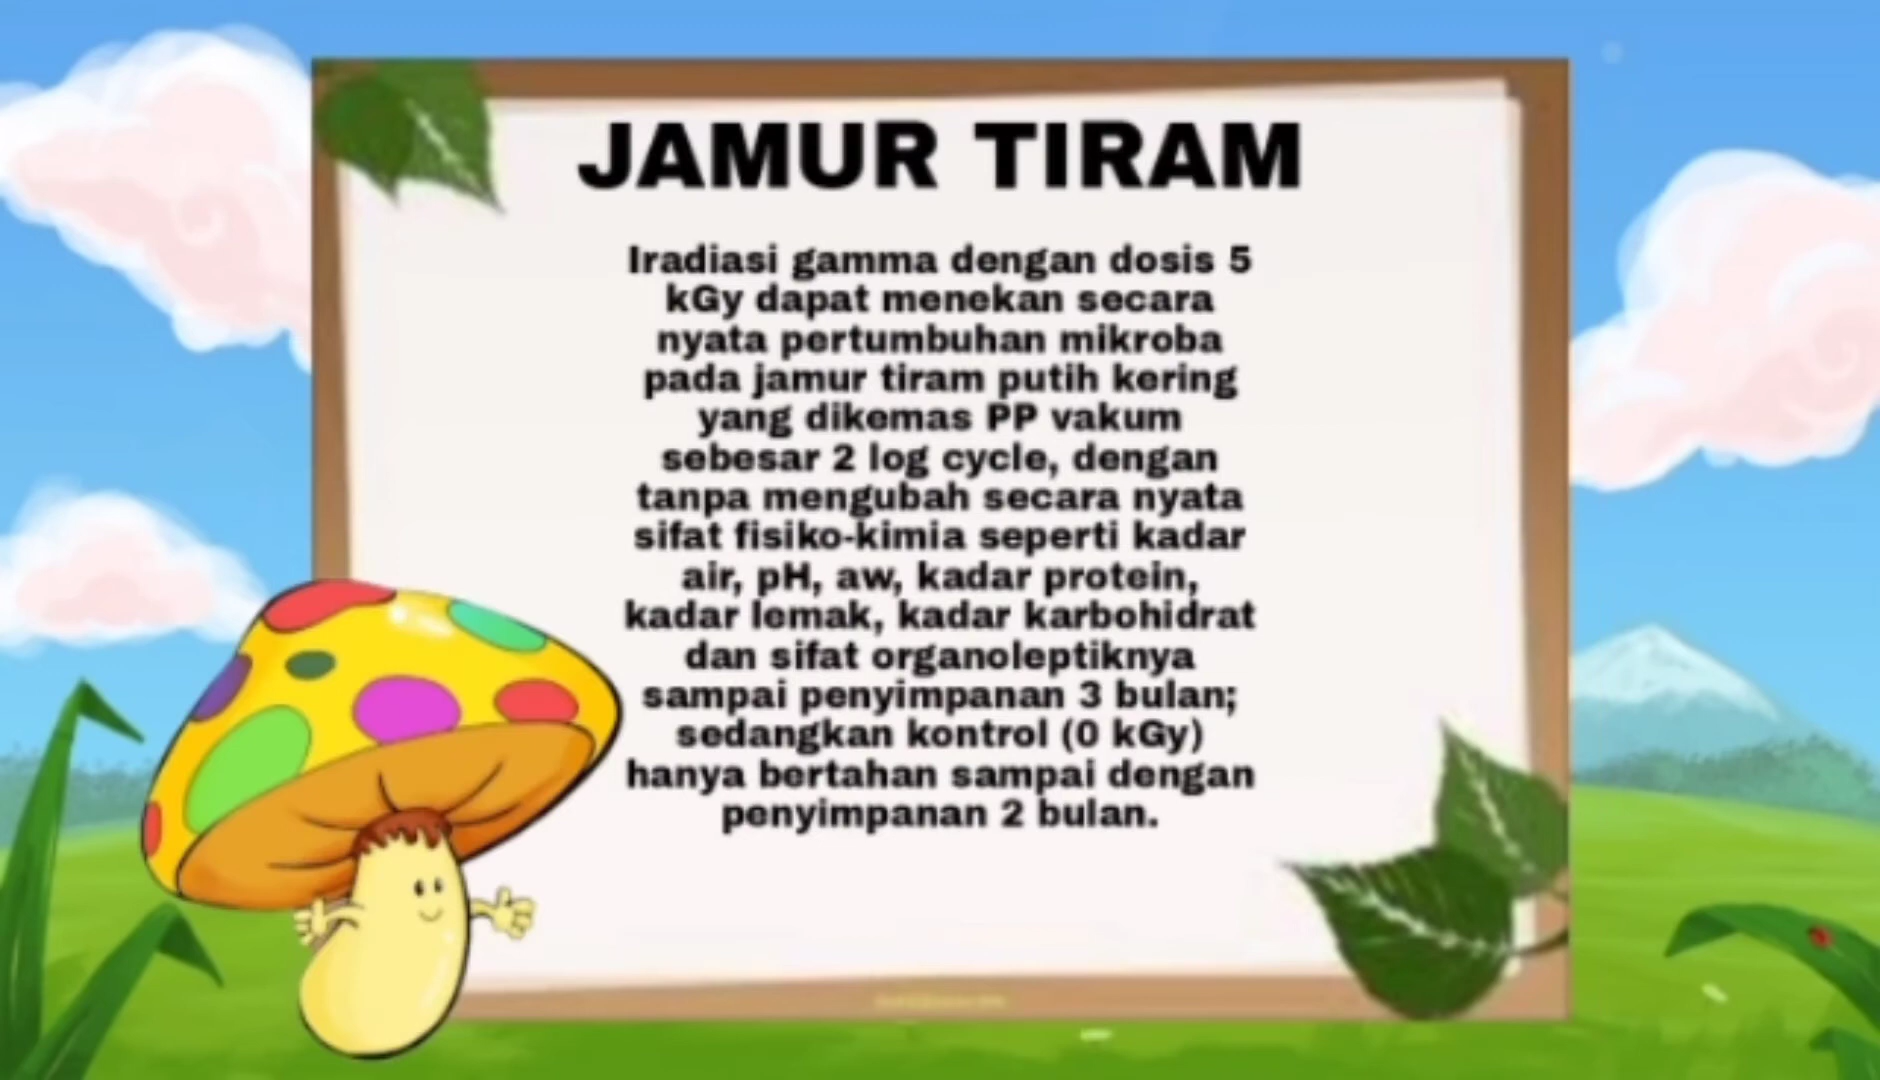 JAMUR TIRAM
Iradiasi gamma dengan dosis 5
kGy dapat menekan secara
nyata pertumbuhan mikroba
pada jamur tiram putih kering
yang dikemas PP vakum
sebesar 2 log cycle, dengan
tanpa mengubah secara nyata
sifat fisiko-kimia seperti kadar
air, pH, aw, kadar protein,
kadar lemak, kadar karbohidrat
dan sifat organoleptiknya
sampai penyimpanan 3 bulan;
sedangkan kontrol (0 kGy)
hanya bertahan sampai dengan
penyimpanan 2 bulan.